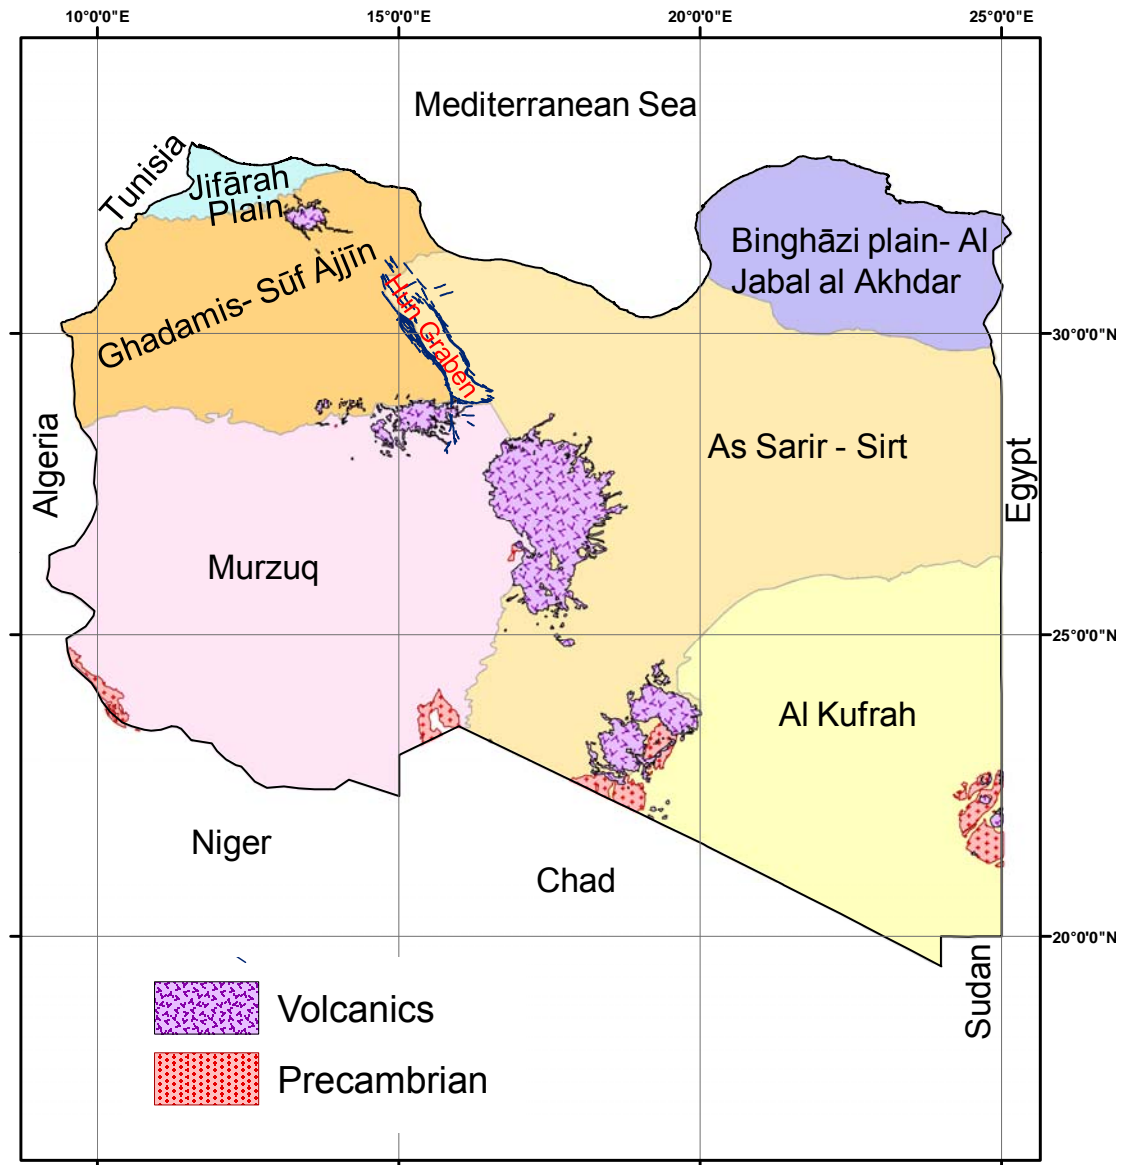 10°0'0"E
15°0'0"E
20°0'0"E
25°0'0"E
Mediterranean Sea
Tunisia
Jifārah
Plain
Binghāzi plain- Al
Jabal al Akhdar
Ghadamis- Sūf Ajjīn
Hun Graben
30°0'0"N
As Sarir - Sirt
Algeria
Egypt
Murzuq
25°0'0"N
Al Kufrah
Niger
Chad
20°0'0"N
Sudan
Volcanics
Precambrian